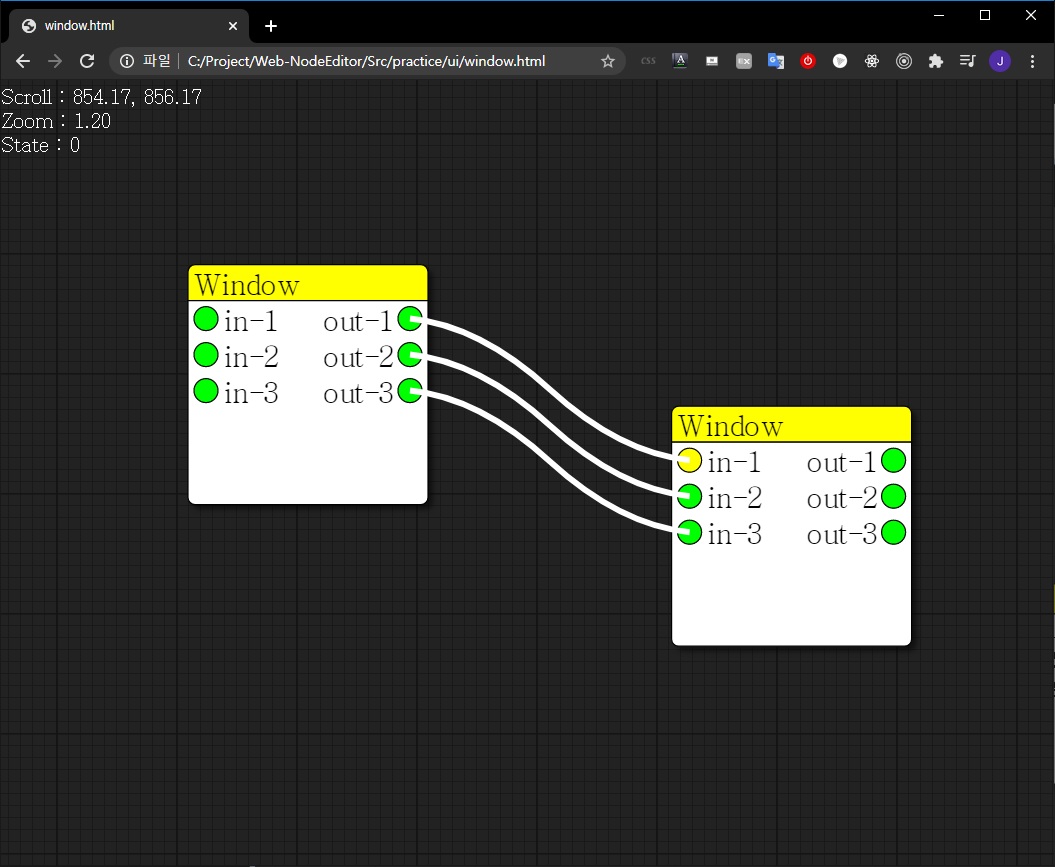 window.html
파일 C:/Project/Web-NodeEditor/Src/practice/ui/window.html
J
Scroll : 854.17, 856.17
Zoom : 1.20
State : 0
Window
in-1 out-1
in-2 out-2
in-3 out-3
Window
in-1 out-1
in-2 out-2
in-3 out-3